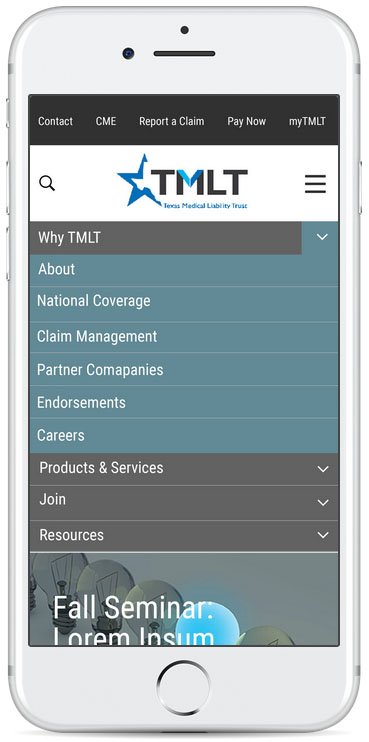 Contact CME Report a Claim Pay Now myTMLT
TMLT
Texas Medical Liability Trust
Why TMLT
About
National Coverage
Claim Management
Partner Comapanies
Endorsements
Careers
Products & Services
Join
Resources
Fall Seminar:
Lorem Ipsum